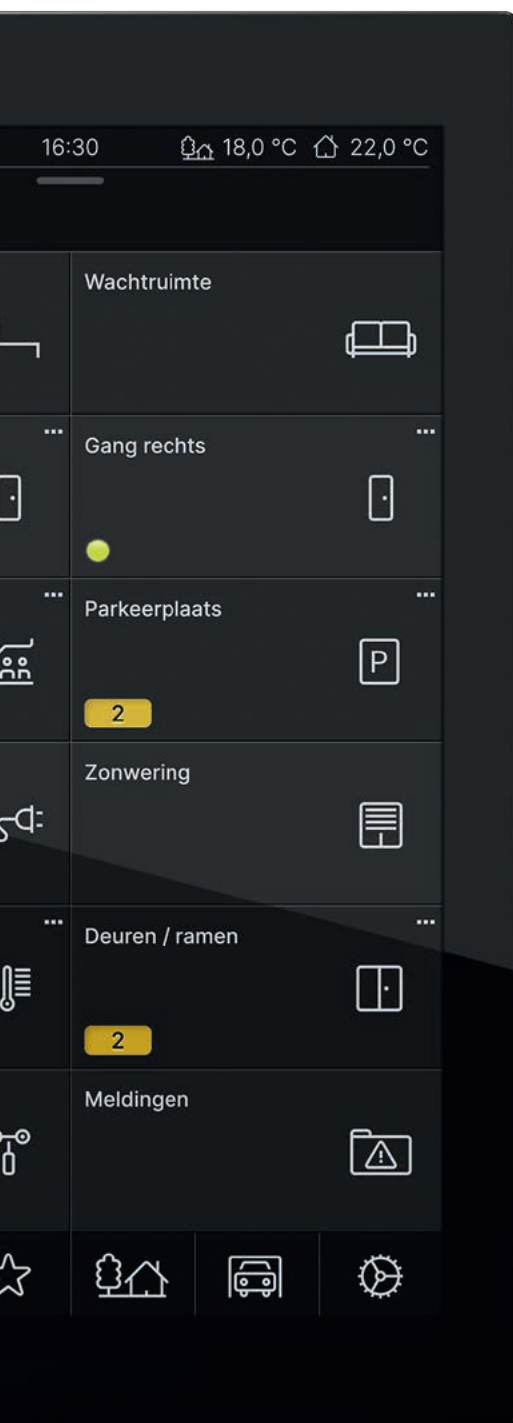 16:30 18,0 °C 22,0 °C
Wachtruimte
Gang rechts
Parkeerplaats
P
2
Zonwering
Deuren / ramen
2
Meldingen